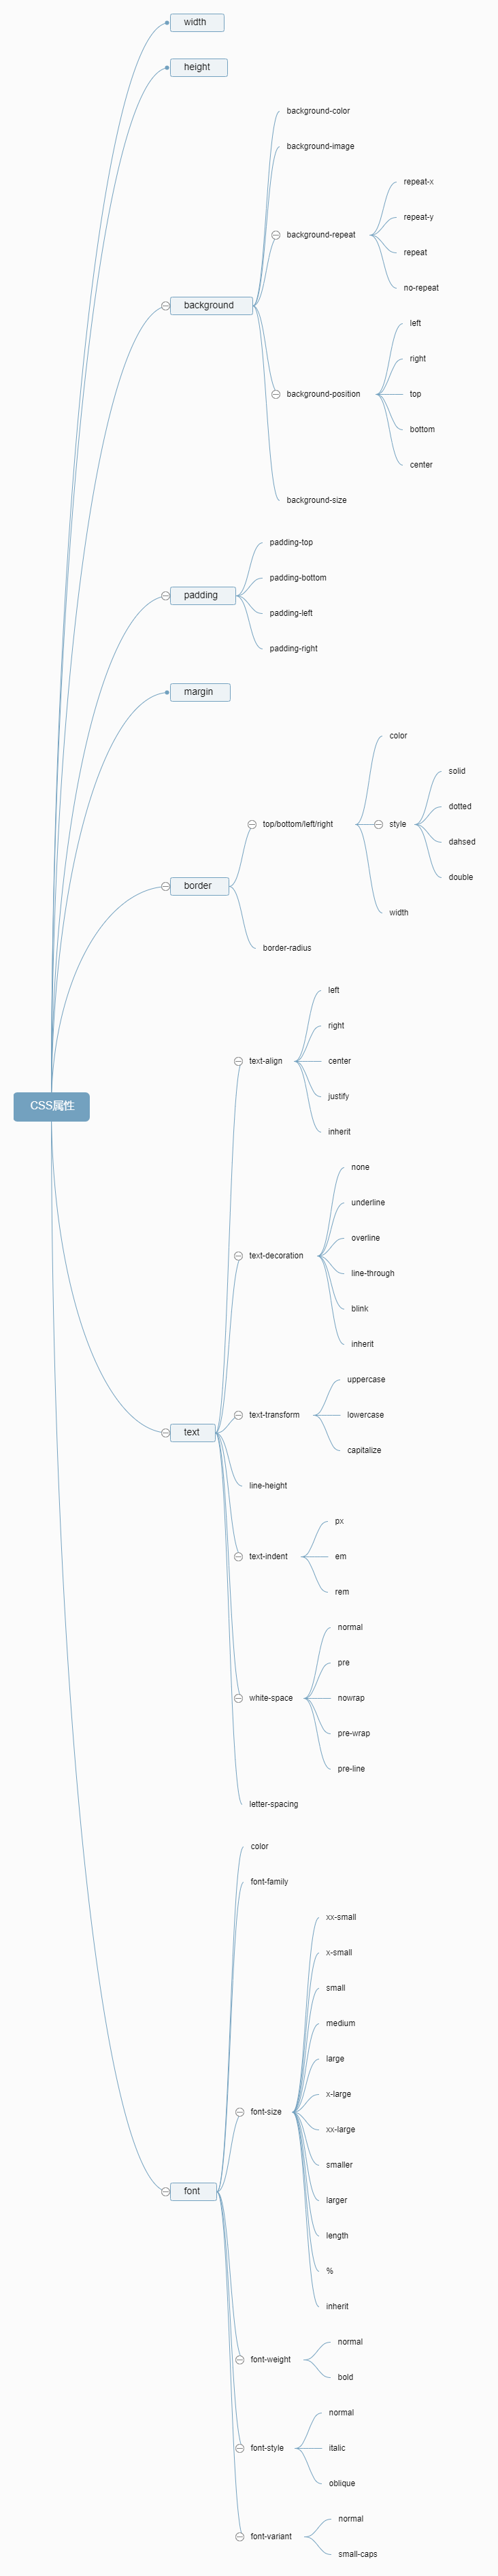 width
height
background-color
background-image
repeat-x
repeat-y
background-repeat
repeat
no-repeat
background
left
right
background-position
top
bottom
center
background-size
padding-top
padding-bottom
padding
padding-left
padding-right
margin
color
solid
dotted
top/bottom/left/right
style
dahsed
double
border
width
border-radius
left
right
text-align
center
CSS属性
justify
inherit
none
underline
overline
text-decoration
line-through
blink
inherit
uppercase
text-transform
lowercase
text
capitalize
line-height
px
text-indent
em
rem
normal
pre
white-space
nowrap
pre-wrap
pre-line
letter-spacing
color
font-family
xx-small
x-small
small
medium
large
x-large
font-size
xx-large
smaller
font
larger
length
%
inherit
normal
font-weight
bold
normal
font-style
italic
oblique
normal
font-variant
small-caps